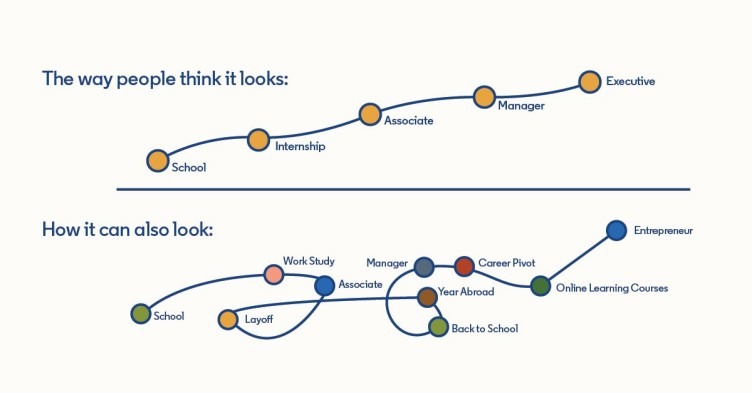 The way people think it looks:
Executive
Manager
Associate
Internship
School
How it can also look:
Entrepreneur
Work Study
Manager
Career Pivot
Associate
Online Learning Courses
Year Abroad
School
Layoff
Back to School